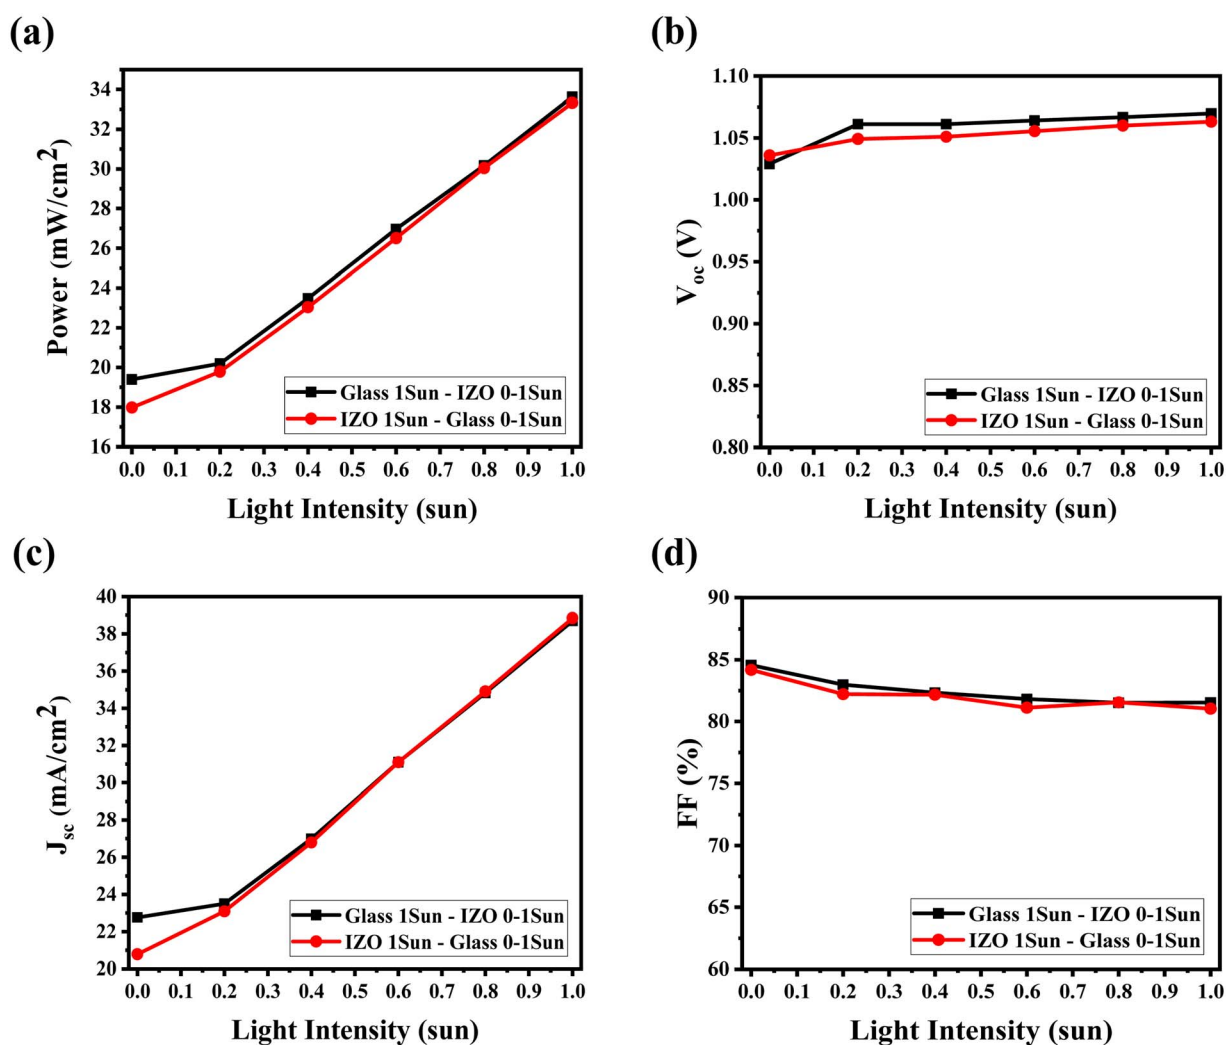 (a)
Power (mW/cm²)
34
32
30
28
26
24
22
20
18
16
0.0 0.1 0.2 0.3 0.4 0.5 0.6 0.7 0.8 0.9 1.0
Light Intensity (sun)
Glass 1Sun - IZO 0-1Sun
IZO 1Sun - Glass 0-1Sun
(b)
Voc (V)
1.10
1.05
1.00
0.95
0.90
0.85
0.80
0.0 0.1 0.2 0.3 0.4 0.5 0.6 0.7 0.8 0.9 1.0
Light Intensity (sun)
Glass 1Sun - IZO 0-1Sun
IZO 1Sun - Glass 0-1Sun
(c)
Jsc (mA/cm²)
40
38
36
34
32
30
28
26
24
22
20
0.0 0.1 0.2 0.3 0.4 0.5 0.6 0.7 0.8 0.9 1.0
Light Intensity (sun)
Glass 1Sun - IZO 0-1Sun
IZO 1Sun - Glass 0-1Sun
(d)
FF (%)
90
85
80
75
70
65
60
0.0 0.1 0.2 0.3 0.4 0.5 0.6 0.7 0.8 0.9 1.0
Light Intensity (sun)
Glass 1Sun - IZO 0-1Sun
IZO 1Sun - Glass 0-1Sun